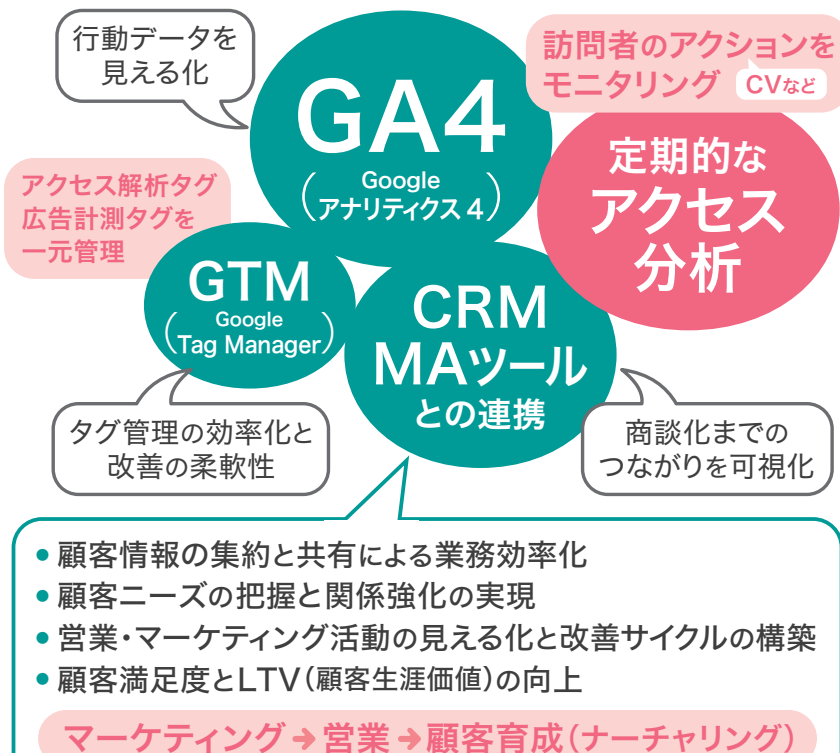 行動データを
見える化
訪問者のアクションを
モニタリング CVなど
GA4
(Google
アナリティクス 4)
定期的な
アクセス
分析
アクセス解析タグ
広告計測タグを
一元管理
GTM
(Google
Tag Manager)
CRM
MAツール
との連携
タグ管理の効率化と
改善の柔軟性
商談化までの
つながりを可視化
• 顧客情報の集約と共有による業務効率化
• 顧客ニーズの把握と関係強化の実現
• 営業・マーケティング活動の見える化と改善サイクルの構築
• 顧客満足度とLTV(顧客生涯価値)の向上
マーケティング→営業→顧客育成(ナーチャリング)